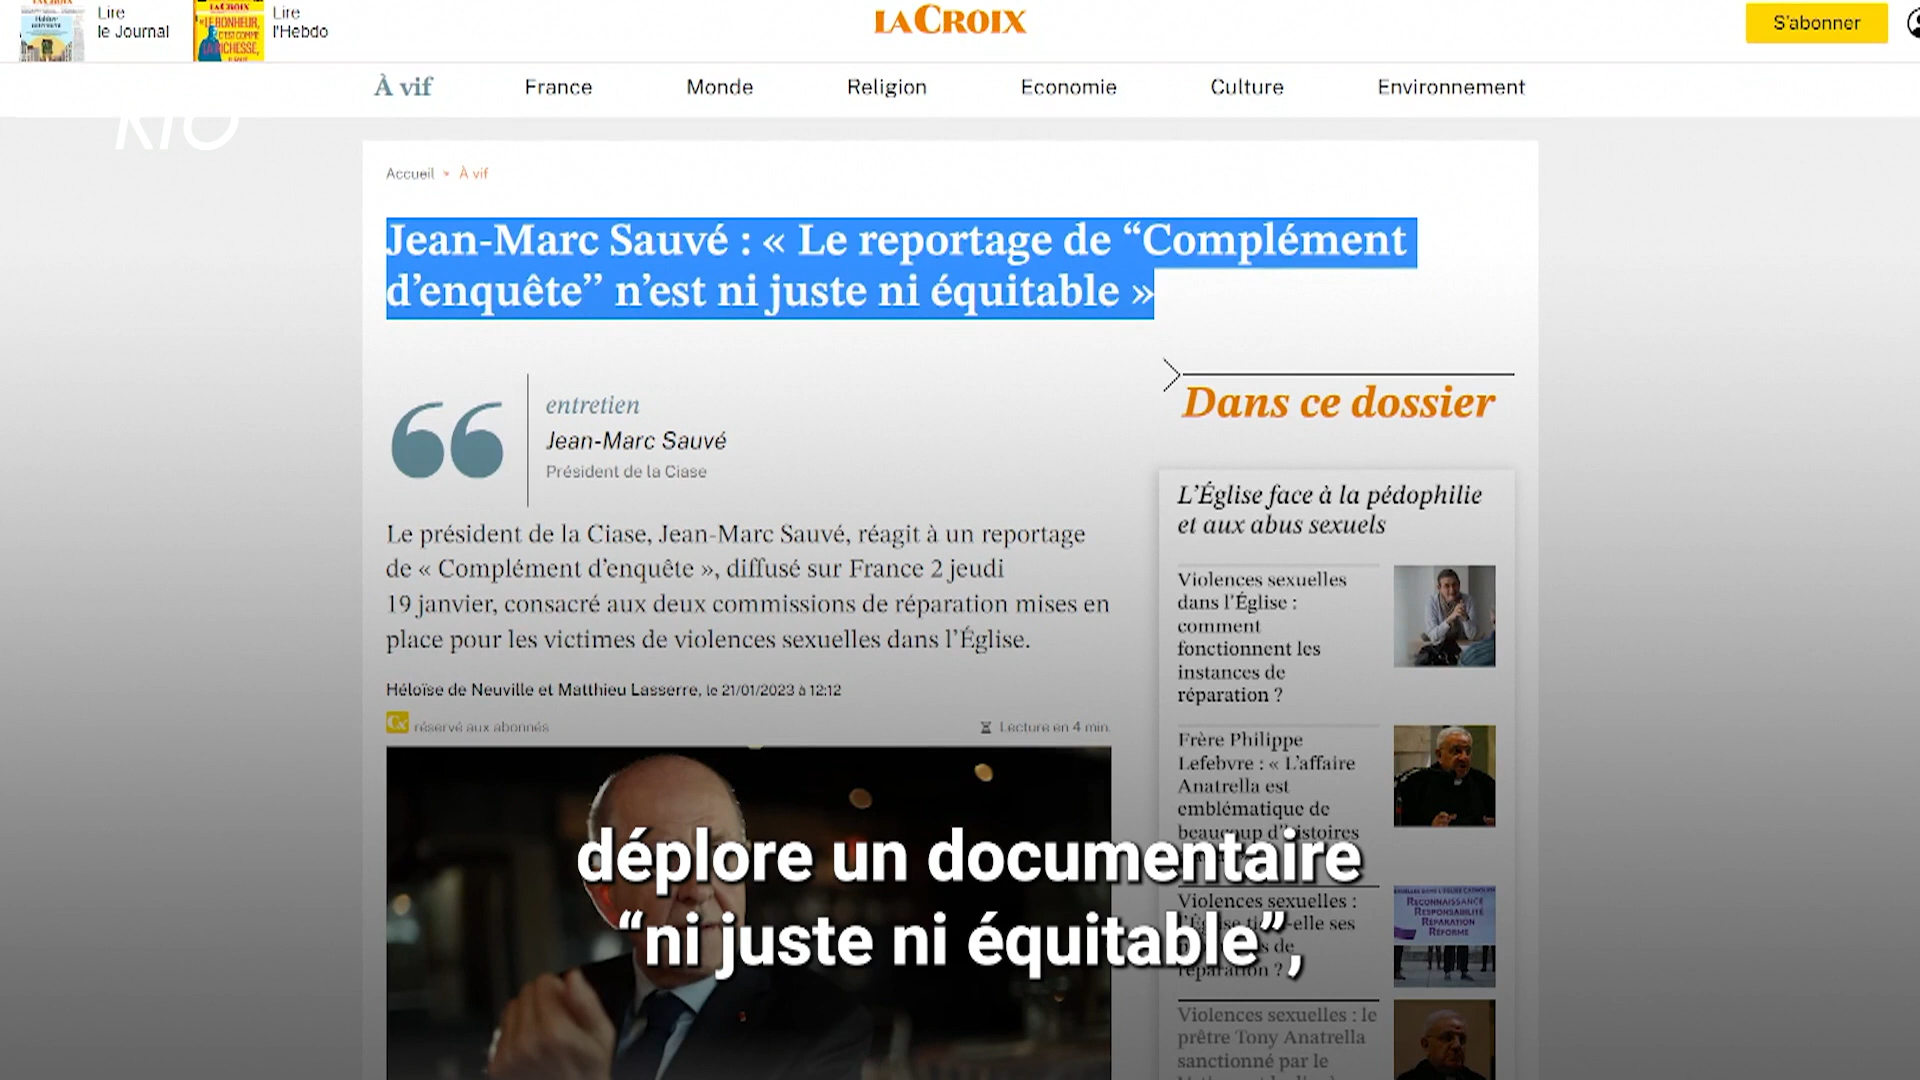 Lire
le Journal
Lire
l'Hebdo
LA CROIX
S'abonner
À vif
France
Monde
Religion
Economie
Culture
Environnement
KTO
Accueil
À vif
Jean-Marc Sauvé : « Le reportage de “Complément
d’enquête’’ n’est ni juste ni équitable »
entretien
Jean-Marc Sauvé
Président de la Ciase
Le président de la Ciase, Jean-Marc Sauvé, réagit à un reportage
de « Complément d’enquête », diffusé sur France 2 jeudi
19 janvier, consacré aux deux commissions de réparation mises en
place pour les victimes de violences sexuelles dans l’Église.
Héloïse de Neuville et Matthieu Lasserre, le 21/01/2023 à 12:12
Cx réservé aux abonnés
Lecture en 4 min.
Dans ce dossier
L’Église face à la pédophilie
et aux abus sexuels
Violences sexuelles
dans l’Église :
comment
fonctionnent les
instances de
réparation ?
Frère Philippe
Lefebvre : « L’affaire
Anatrella est
emblématique de
beaucoup d’histoires
Violences sexuelles :
-elle ses
de
réparation ?
RECONNAISSANCE
RESPONSABILITÉ
RÉPARATION
RÉFORME
Violences sexuelles : le
prêtre Tony Anatrella
sanctionné par le
déplore un documentaire
“ni juste ni équitable”,